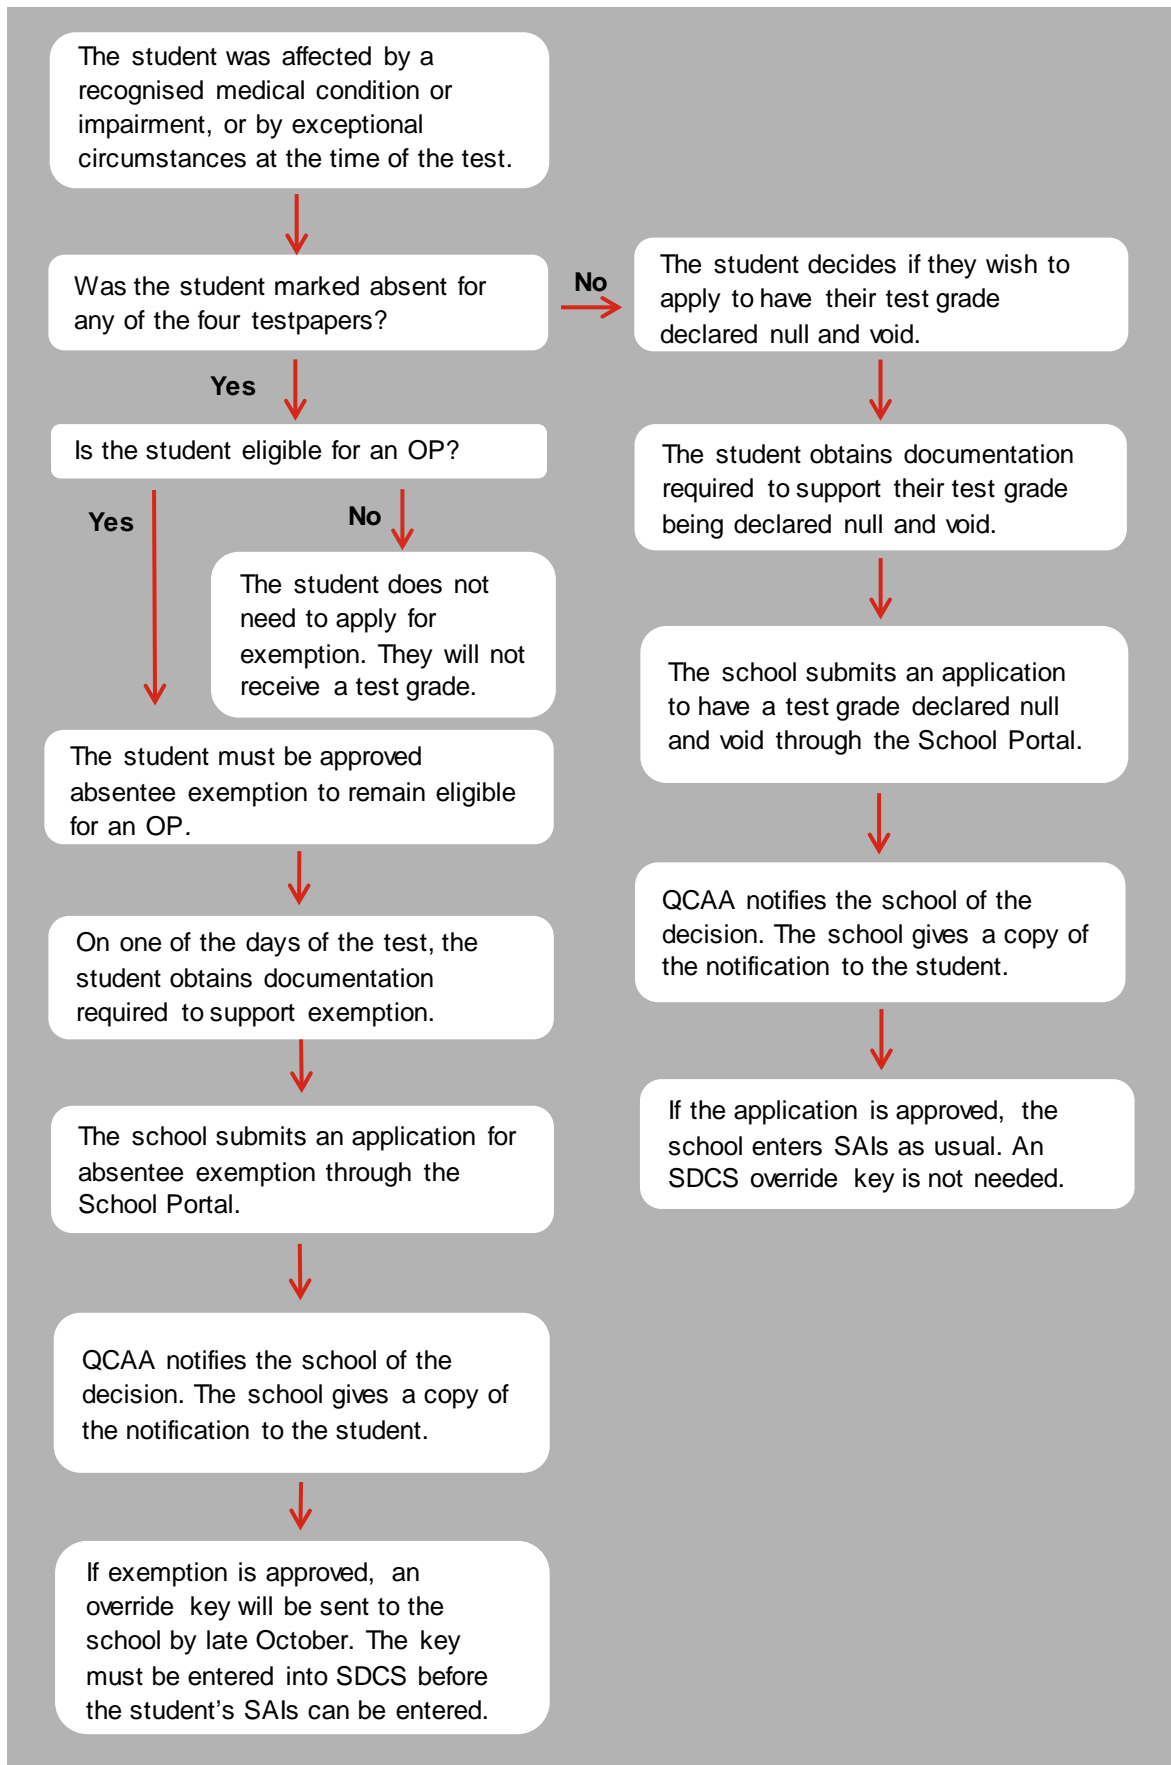 The student was affected by a
recognised medical condition or
impairment, or by exceptional
circumstances at the time of the test.
Was the student marked absent for
any of the four testpapers?
No
The student decides if they wish to
apply to have their test grade
declared null and void.
Yes
Is the student eligible for an OP?
The student obtains documentation
required to support their test grade
being declared null and void.
Yes
No
The student does not
need to apply for
exemption. They will not
receive a test grade.
The school submits an application
to have a test grade declared null
and void through the School Portal.
The student must be approved
absentee exemption to remain eligible
for an OP.
QCAA notifies the school of the
decision. The school gives a copy of
the notification to the student.
On one of the days of the test, the
student obtains documentation
required to support exemption.
If the application is approved, the
school enters SAIs as usual. An
SDCS override key is not needed.
The school submits an application for
absentee exemption through the
School Portal.
QCAA notifies the school of the
decision. The school gives a copy of
the notification to the student.
If exemption is approved, an
override key will be sent to the
school by late October. The key
must be entered into SDCS before
the student's SAIs can be entered.